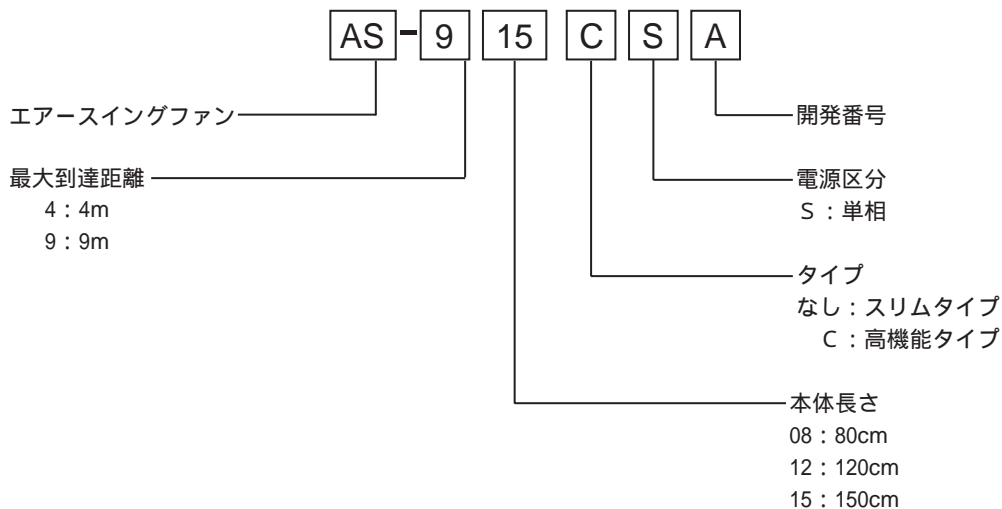 AS-9 15 C S A
エアースイングファン
開発番号
最大到達距離
4：4m
9：9m
電源区分
S：単相
タイプ
なし：スリムタイプ
C：高機能タイプ
本体長さ
08：80cm
12：120cm
15：150cm